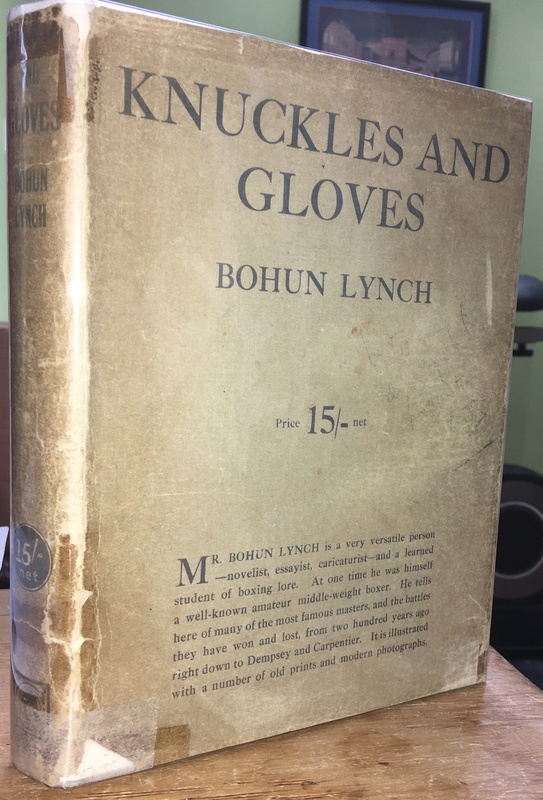 KNUCKLES AND
GLOVES
BOHUN LYNCH
Price 15/- net
MR. BOHUN LYNCH is a very versatile person
—novelist, essayist, caricaturist—and a learned
student of boxing lore. At one time he was himself
a well-known amateur middle-weight boxer. He tells
here of many of the most famous masters, and the battles
they have won and lost, from two hundred years ago
right down to Dempsey and Carpentier. It is illustrated
with a number of old prints and modern photographs.
AND
GLOVES
BOHUN
LYNCH
15/-
net